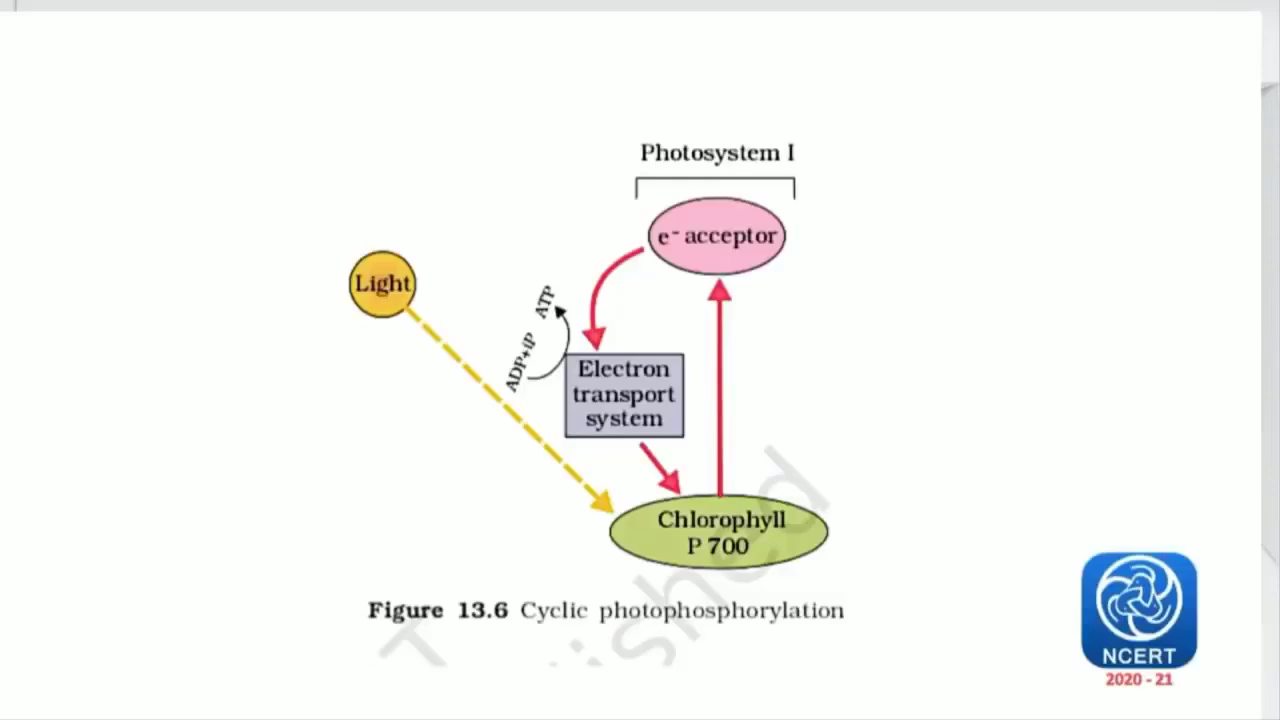 Photosystem I
e⁻ acceptor
Light
ATP
ADP+iP
Electron
transport
system
Chlorophyll
P 700
Figure 13.6 Cyclic photophosphorylation
NCERT
2020 - 21